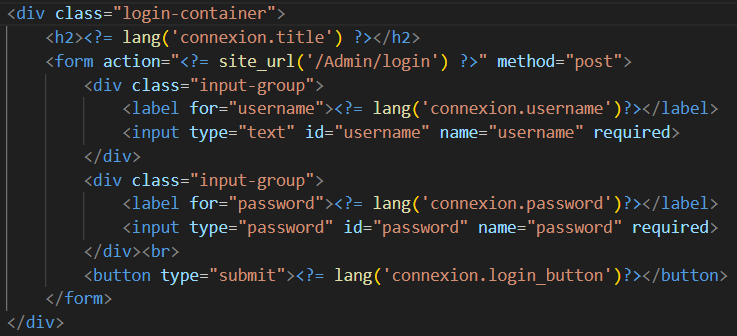 <div class="login-container">
    <h2><?= lang('connexion.title') ?></h2>
    <form action="<?= site_url('/Admin/login') ?>" method="post">
        <div class="input-group">
            <label for="username"><?= lang('connexion.username')?></label>
            <input type="text" id="username" name="username" required>
        </div>
        <div class="input-group">
            <label for="password"><?= lang('connexion.password')?></label>
            <input type="password" id="password" name="password" required>
        </div><br>
        <button type="submit"><?= lang('connexion.login_button')?></button>
    </form>
</div>